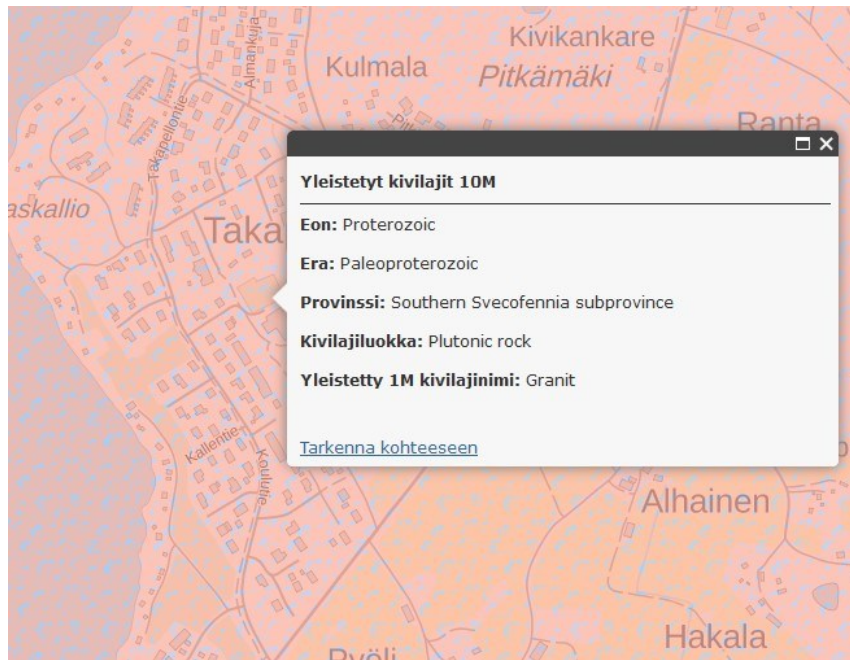 Kivikankare
Almankuja
Kulmala
Pitkämäki
Ranta
Takapellontie
askallio
Taka
Yleistetyt kivilajit 10M
Eon: Proterozoic
Era: Paleoproterozoic
Provinssi: Southern Svecofennia subprovince
Kivilajiluokka: Plutonic rock
Yleistetty 1M kivilajinimi: Granit
Tarkenna kohteeseen
Kallentie
Koulutie
Alhainen
Hakala
Pyöli